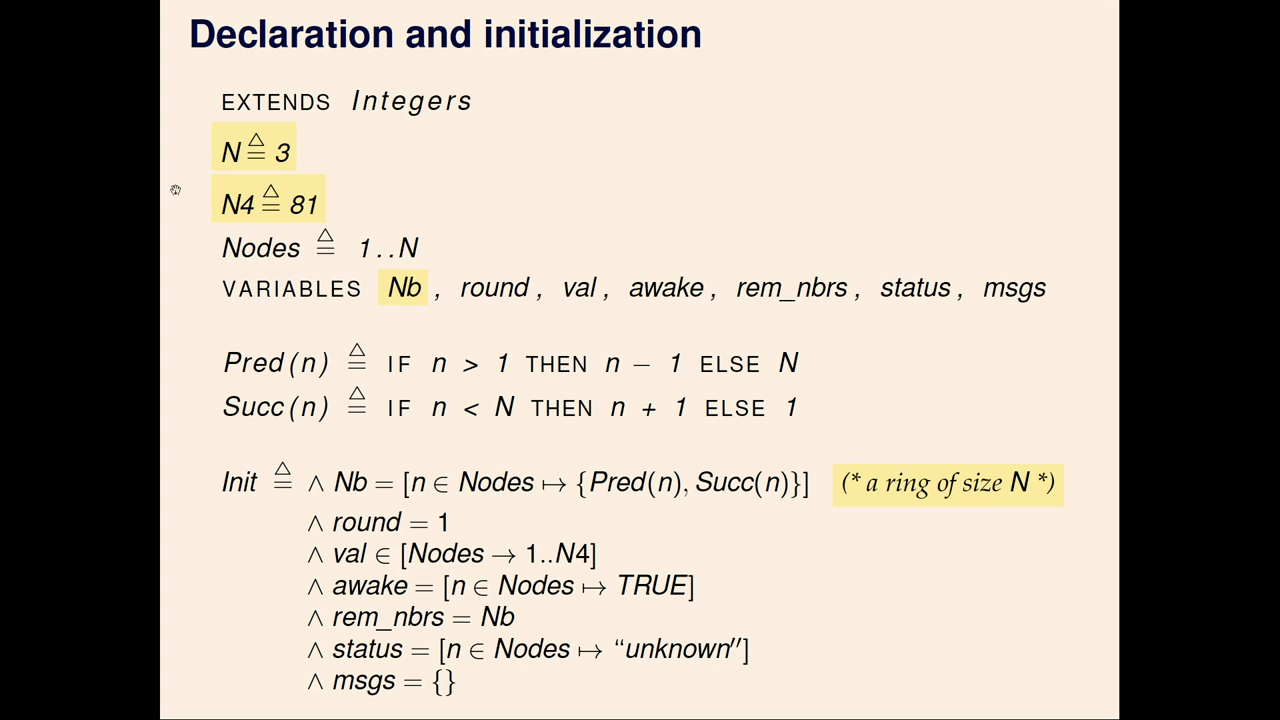 Declaration and initialization
EXTENDS Integers
N ≜ 3
N4 ≜ 81
Nodes ≜ 1..N
VARIABLES Nb, round, val, awake, rem_nbrs, status, msgs
Pred(n) ≜ IF n > 1 THEN n − 1 ELSE N
Succ(n) ≜ IF n < N THEN n + 1 ELSE 1
Init ≜ ∧ Nb = [n ∈ Nodes ↦ {Pred(n), Succ(n)}] (* a ring of size N *)
∧ round = 1
∧ val ∈ [Nodes → 1..N4]
∧ awake = [n ∈ Nodes ↦ TRUE]
∧ rem_nbrs = Nb
∧ status = [n ∈ Nodes ↦ “unknown″]
∧ msgs = {}